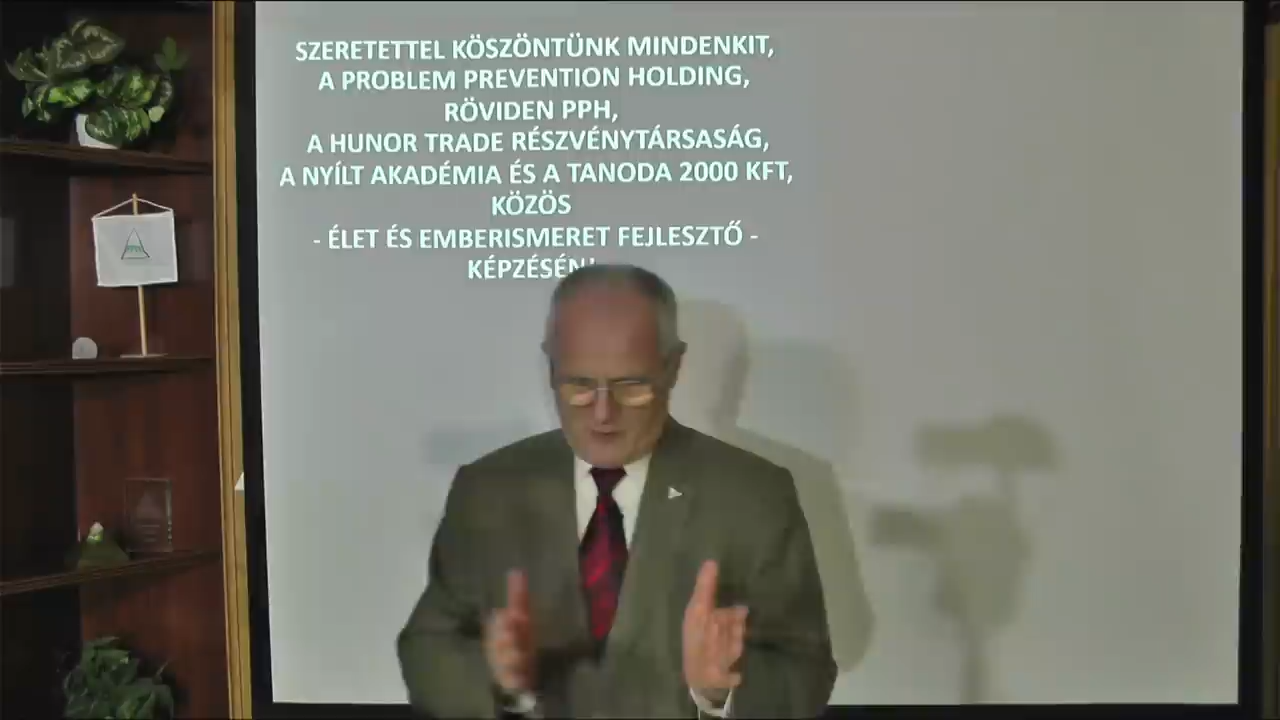 SZERETETTEL KÖSZÖNTÜNK MINDENKIT,
A PROBLEM PREVENTION HOLDING,
RÖVIDEN PPH,
A HUNOR TRADE RÉSZVÉNYTÁRSASÁG,
A NYÍLT AKADÉMIA ÉS A TANODA 2000 KFT,
KÖZÖS
- ÉLET ÉS EMBERISMERET FEJLESZTŐ -
KÉPZÉSÉN!